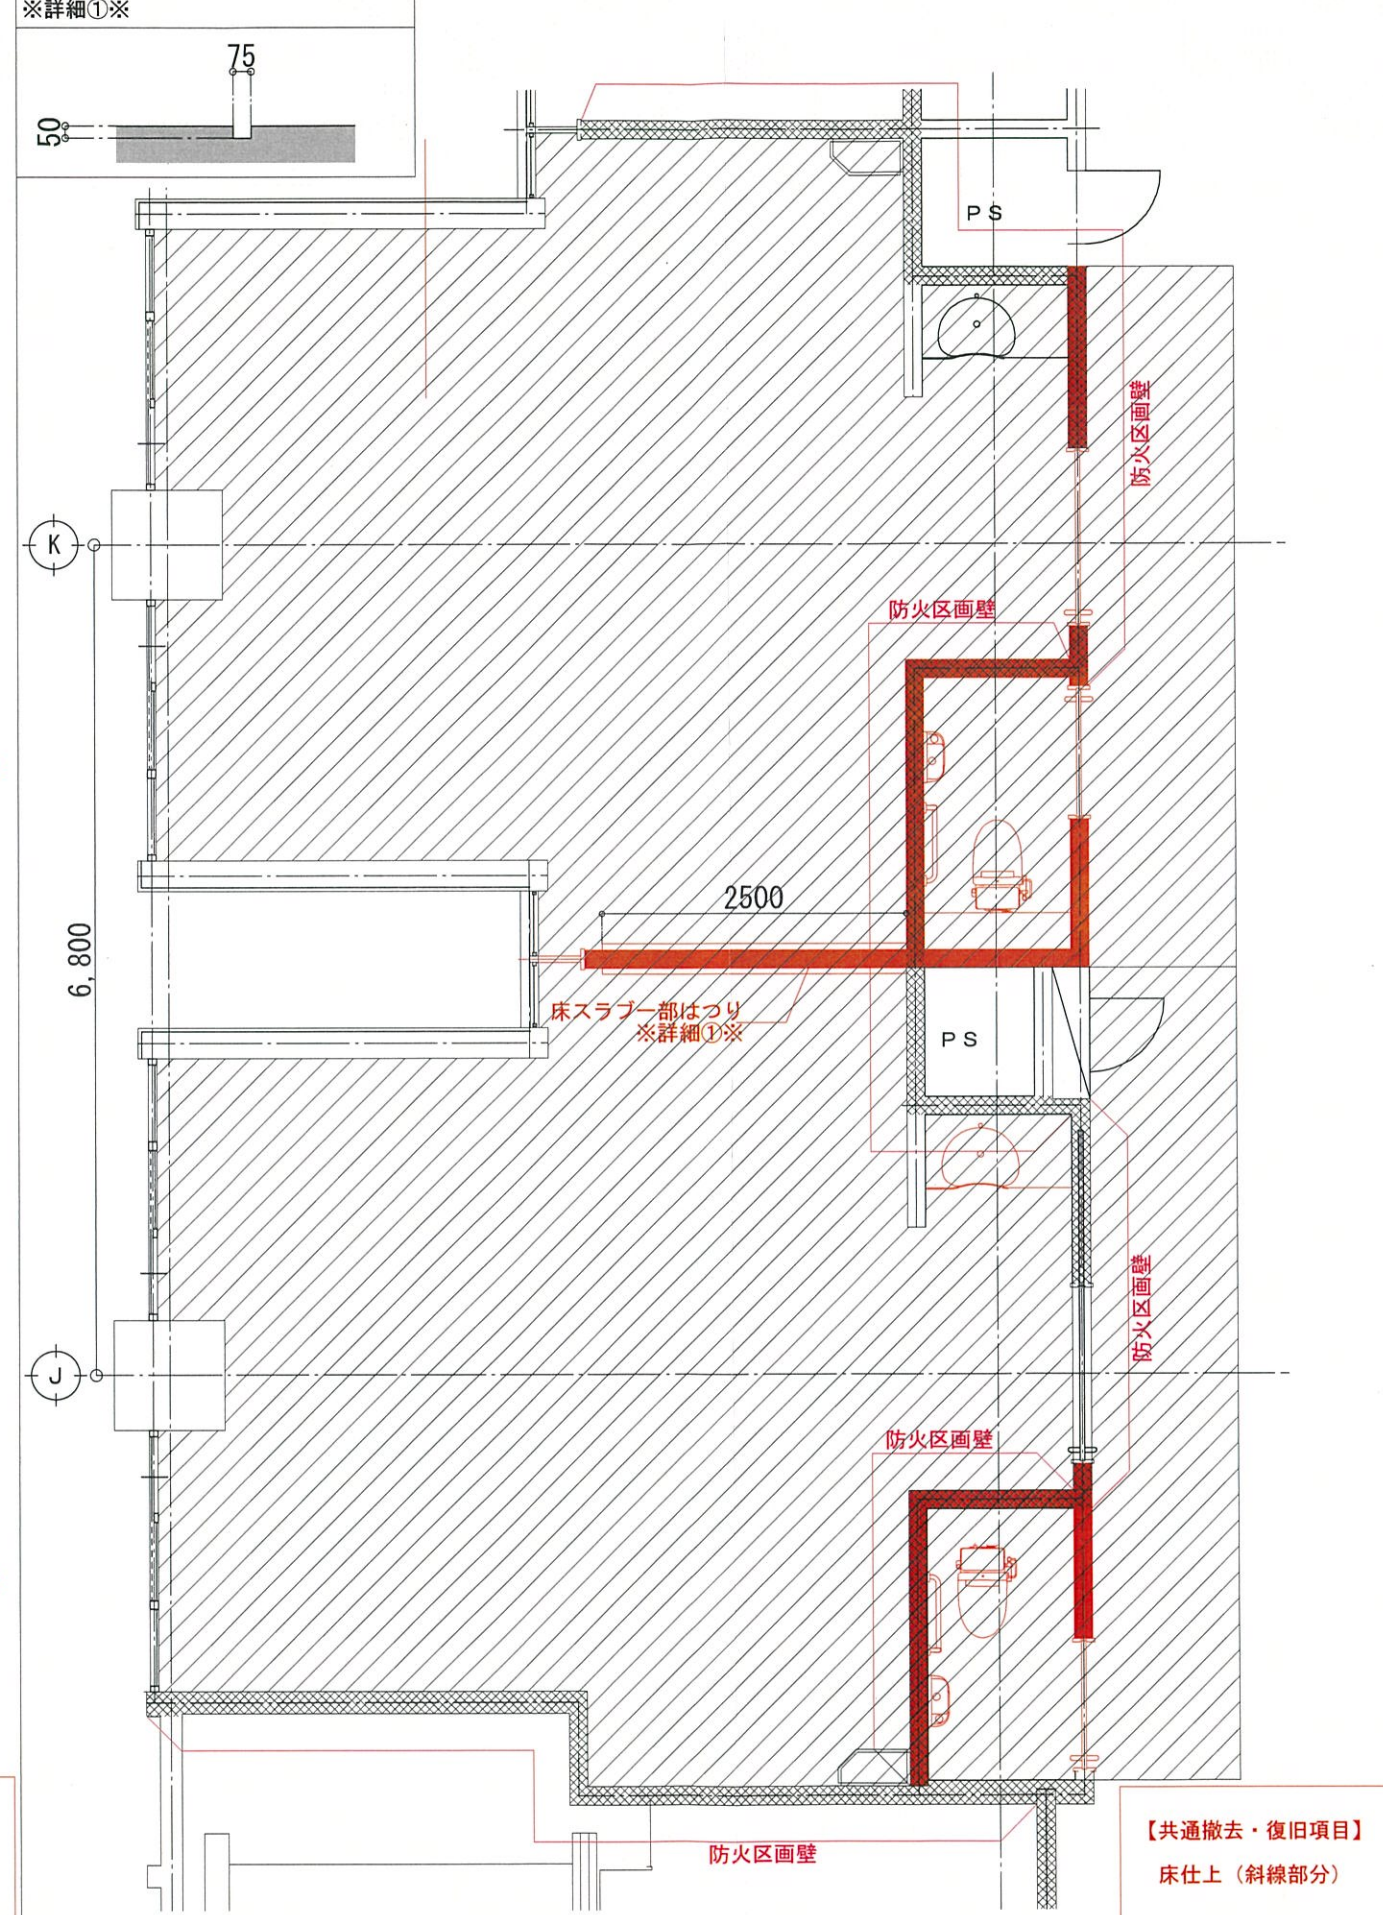 ※詳細①※
75
50
PS
防火区画壁
K
防火区画壁
2500
6,800
床スラブ一部はつり
※詳細①※
PS
防火区画壁
J
防火区画壁
防火区画壁
【共通撤去・復旧項目】
床仕上（斜線部分）